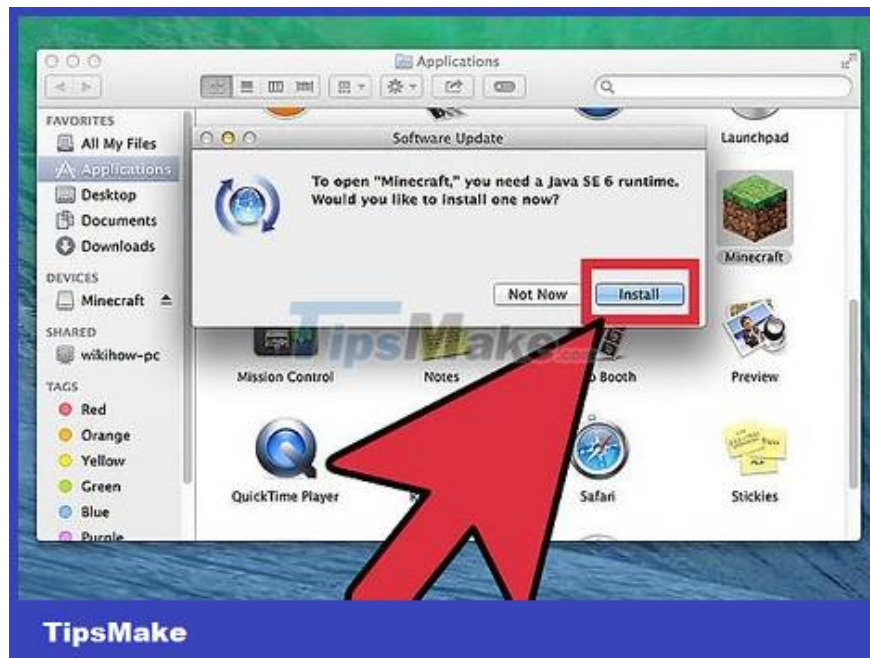 Applications
FAVORITES
All My Files
Applications
Desktop
Documents
Downloads
DEVICES
Minecraft
SHARED
wikihow-pc
TAGS
Red
Orange
Yellow
Green
Blue
Purple
Software Update
To open "Minecraft," you need a Java SE 6 runtime.
Would you like to install one now?
Not Now
Install
Launchpad
Minecraft
TipsMake.com
Mission Control
Notes
Booth
Preview
QuickTime Player
Safari
Stickies
TipsMake